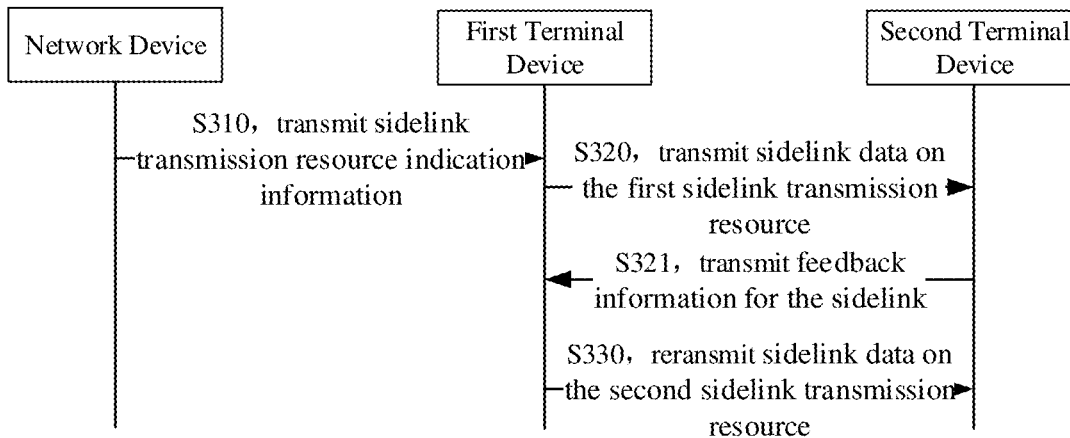 Network Device
First Terminal
Device
Second Terminal
Device
S310，transmit sidelink
transmission resource indication
information
S320，transmit sidelink data on
the first sidelink transmission
resource
S321，transmit feedback
information for the sidelink
S330，reransmit sidelink data on
the second sidelink transmission
resource